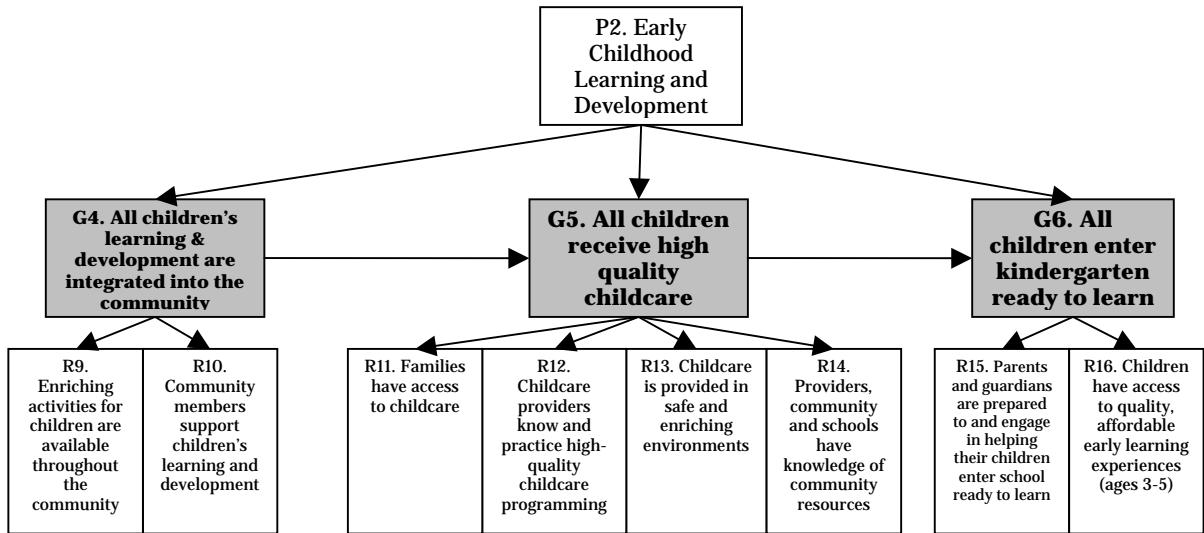 P2. Early
Childhood
Learning and
Development
G4. All children's
learning &
development are
integrated into the
community
G5. All children
receive high
quality
childcare
G6. All
children enter
kindergarten
ready to learn
R9.
Enriching
activities for
children are
available
throughout
the
community
R10.
Community
members
support
children's
learning and
development
R11. Families
have access
to childcare
R12.
Childcare
providers
know and
practice high-
quality
childcare
programming
R13. Childcare
is provided in
safe and
enriching
environments
R14.
Providers,
community
and schools
have
knowledge of
community
resources
R15. Parents
and guardians
are prepared
to and engage
in helping
their children
enter school
ready to learn
R16. Children
have access
to quality,
affordable
early learning
experiences
(ages 3-5)